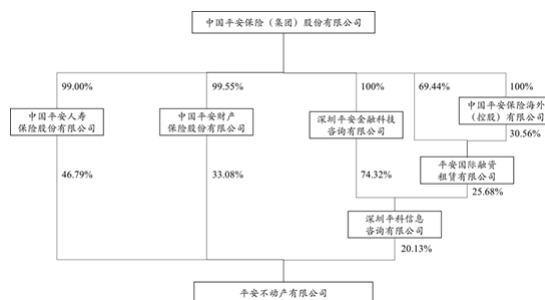 中国平安保险（集团）股份有限公司
99.00%
99.55%
100%
69.44%
100%
中国平安人寿
保险股份有限公司
中国平安财产
保险股份有限公司
深圳平安金融科技
咨询有限公司
中国平安保险海外
（控股）有限公司
30.56%
平安国际融资
租赁有限公司
46.79%
33.08%
74.32%
25.68%
深圳平科信息
咨询有限公司
20.13%
平安不动产有限公司